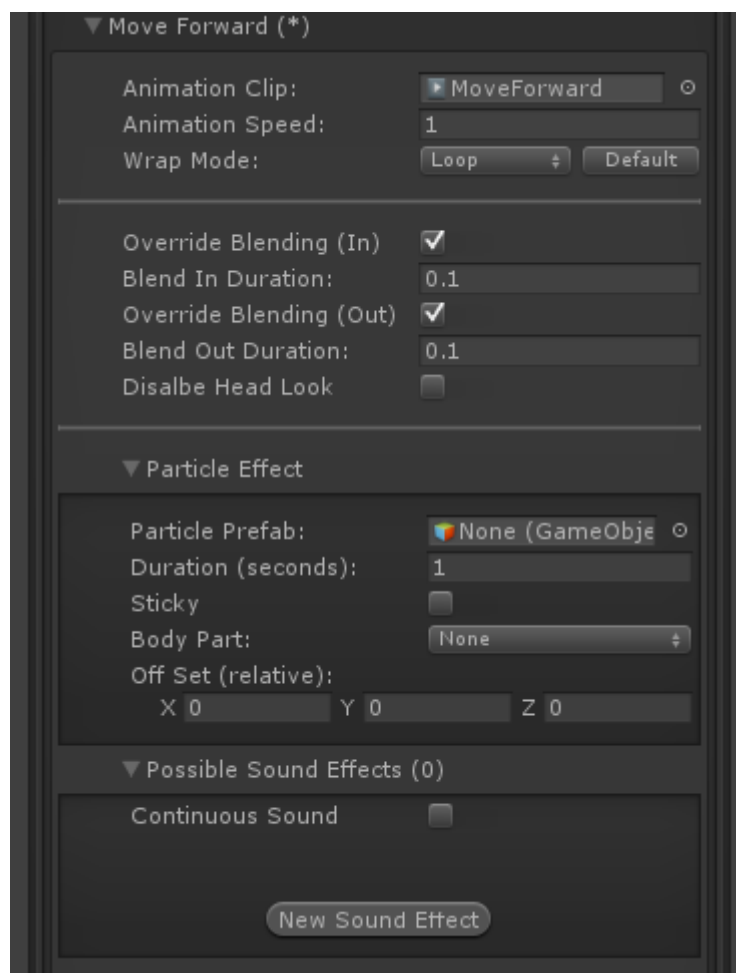 Move Forward (*)
Animation Clip: MoveForward
Animation Speed: 1
Wrap Mode: Loop Default
Override Blending (In)
Blend In Duration: 0.1
Override Blending (Out)
Blend Out Duration: 0.1
Disalbe Head Look
Particle Effect
Particle Prefab: None (GameObje
Duration (seconds): 1
Sticky
Body Part: None
Off Set (relative):
X 0 Y 0 Z 0
Possible Sound Effects (0)
Continuous Sound
New Sound Effect